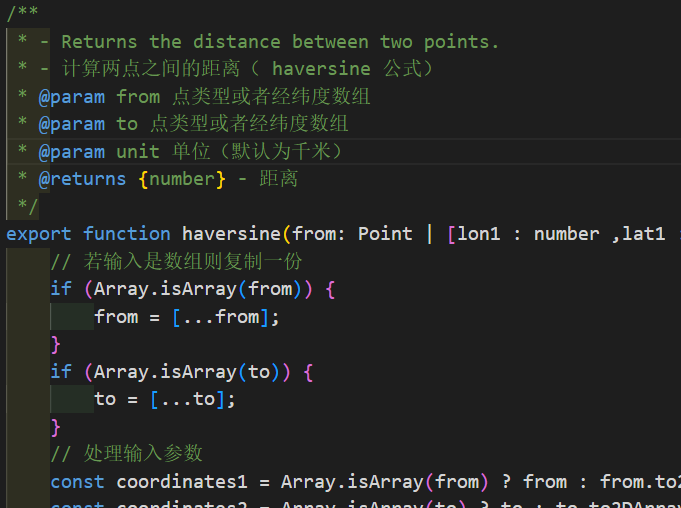 /**
* - Returns the distance between two points.
* - 计算两点之间的距离（ haversine 公式）
* @param from 点类型或者经纬度数组
* @param to 点类型或者经纬度数组
* @param unit 单位（默认为千米）
* @returns {number} - 距离
*/
export function haversine(from: Point | [lon1 : number ,lat1 :
// 若输入是数组则复制一份
if (Array.isArray(from)) {
from = [...from];
}
if (Array.isArray(to)) {
to = [...to];
}
// 处理输入参数
const coordinates1 = Array.isArray(from) ? from : from.to2
const coordinates2 = Array.isArray(to) ? to : to.to2DArray